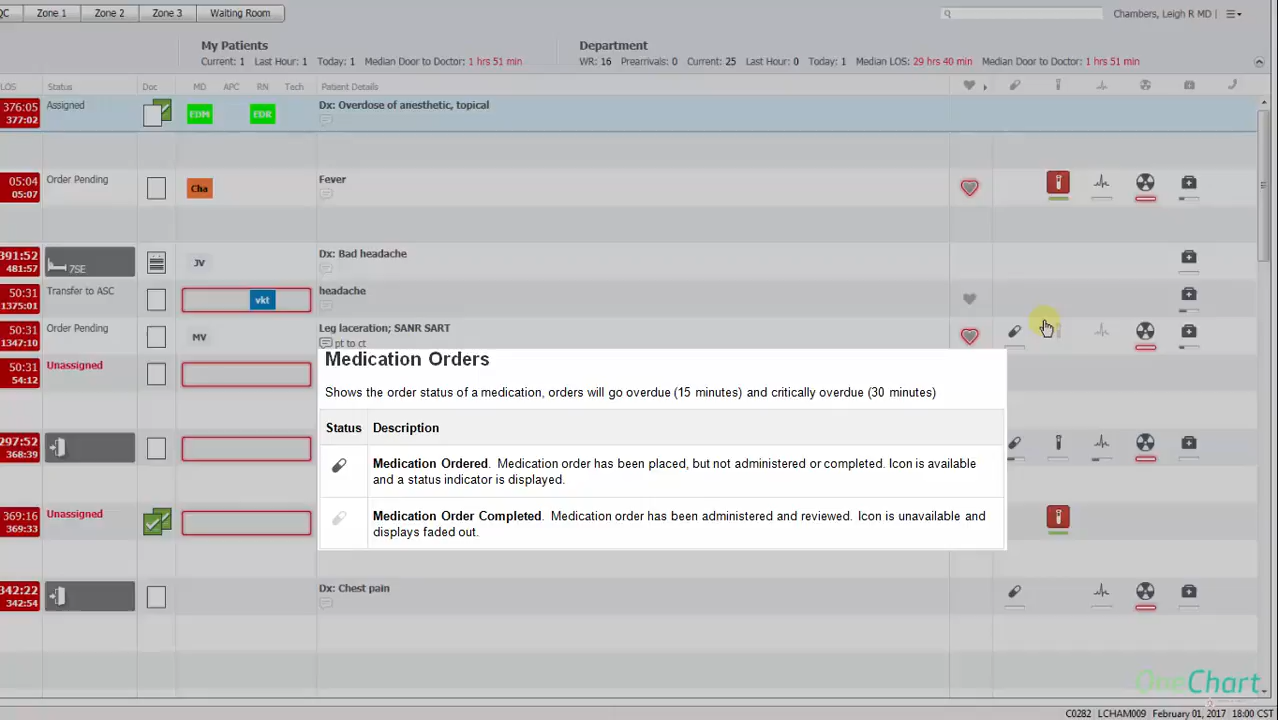 QC Zone 1 Zone 2 Zone 3 Waiting Room Chambers, Leigh R MD
My Patients Department
Current: 1 Last Hour: 1 Today: 1 Median Door to Doctor: 1 hrs 51 min WR: 16 Prearrivals: 0 Current: 25 Last Hour: 0 Today: 1 Median LOS: 29 hrs 40 min Median Door to Doctor: 1 hrs 51 min
LOS Status Doc MD APC RN Tech Patient Details
376:05 Assigned EDM EDR Dx: Overdose of anesthetic, topical
377:02
05:04 Order Pending Cha Fever
05:07
391:52 7SE JV Dx: Bad headache
481:57
50:31 Transfer to ASC vkt headache
1375:01
50:31 Order Pending MV Leg laceration; SANR SART
1347:10 pt to ct
50:31 Unassigned
54:12
Medication Orders
Shows the order status of a medication, orders will go overdue (15 minutes) and critically overdue (30 minutes)
Status Description
Medication Ordered. Medication order has been placed, but not administered or completed. Icon is available
and a status indicator is displayed.
Medication Order Completed. Medication order has been administered and reviewed. Icon is unavailable and
displays faded out.
297:52
368:39
369:16 Unassigned
369:33
342:22 Dx: Chest pain
342:54
OneChart
C0282 LCHAM009 February 01, 2017 18:00 CST